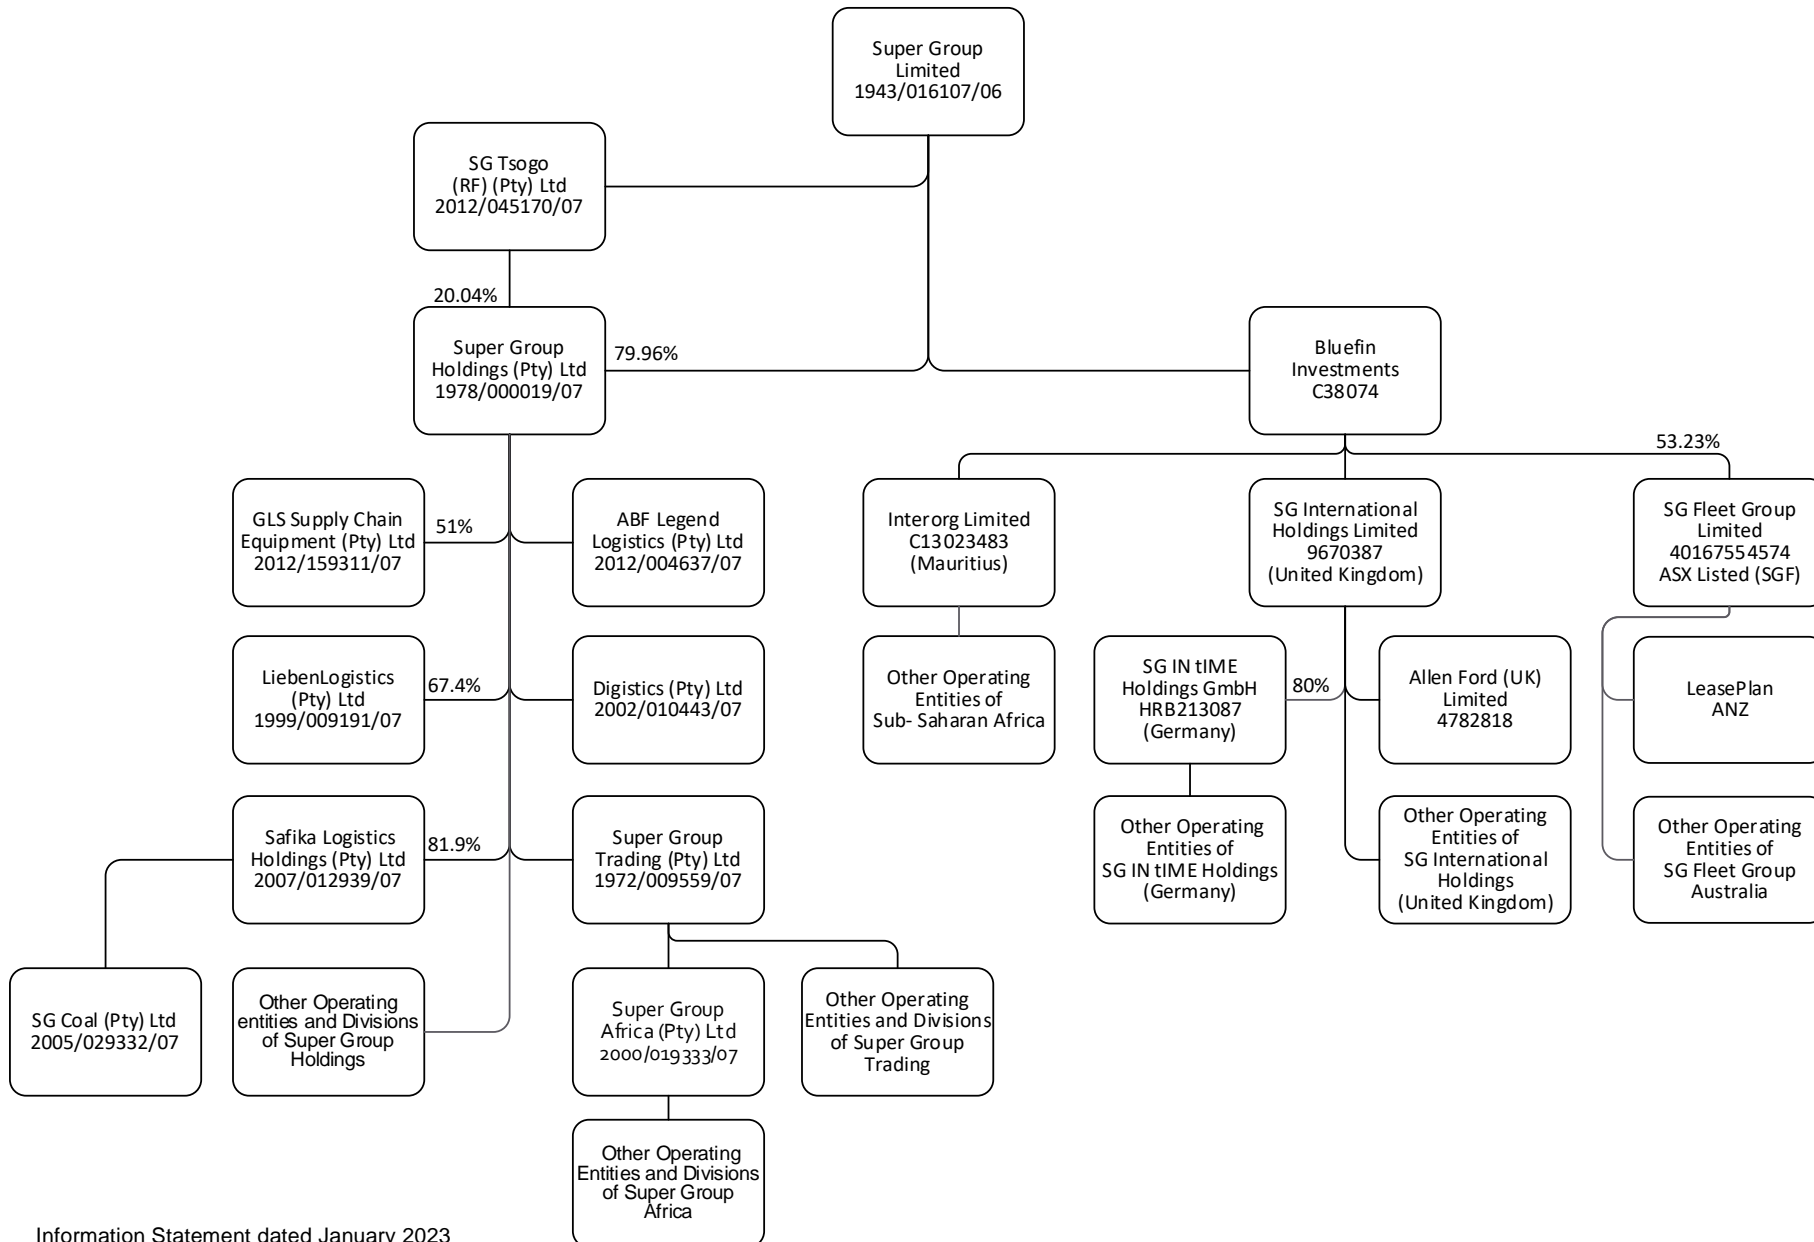 Super Group
Limited
1943/016107/06
SG Tsogo
(RF) (Pty) Ltd
2012/045170/07
20.04%
Super Group
Holdings (Pty) Ltd
1978/000019/07
79.96%
Bluefin
Investments
C38074
53.23%
GLS Supply Chain
Equipment (Pty) Ltd
2012/159311/07
51%
ABF Legend
Logistics (Pty) Ltd
2012/004637/07
Interorg Limited
C13023483
(Mauritius)
SG International
Holdings Limited
9670387
(United Kingdom)
SG Fleet Group
Limited
40167554574
ASX Listed (SGF)
LiebenLogistics
(Pty) Ltd
1999/009191/07
67.4%
Digistics (Pty) Ltd
2002/010443/07
Other Operating
Entities of
Sub- Saharan Africa
SG IN tIME
Holdings GmbH
HRB213087
(Germany)
80%
Allen Ford (UK)
Limited
4782818
LeasePlan
ANZ
Safika Logistics
Holdings (Pty) Ltd
2007/012939/07
81.9%
Super Group
Trading (Pty) Ltd
1972/009559/07
Other Operating
Entities of
SG IN tIME Holdings
(Germany)
Other Operating
Entities of
SG International
Holdings
(United Kingdom)
Other Operating
Entities of
SG Fleet Group
Australia
SG Coal (Pty) Ltd
2005/029332/07
Other Operating
entities and Divisions
of Super Group
Holdings
Super Group
Africa (Pty) Ltd
2000/019333/07
Other Operating
Entities and Divisions
of Super Group
Trading
Other Operating
Entities and Divisions
of Super Group
Africa
Information Statement dated January 2023